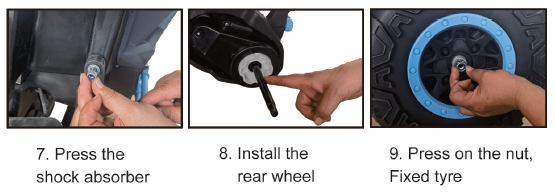 7. Press the
shock absorber
8. Install the
rear wheel
9. Press on the nut,
Fixed tyre